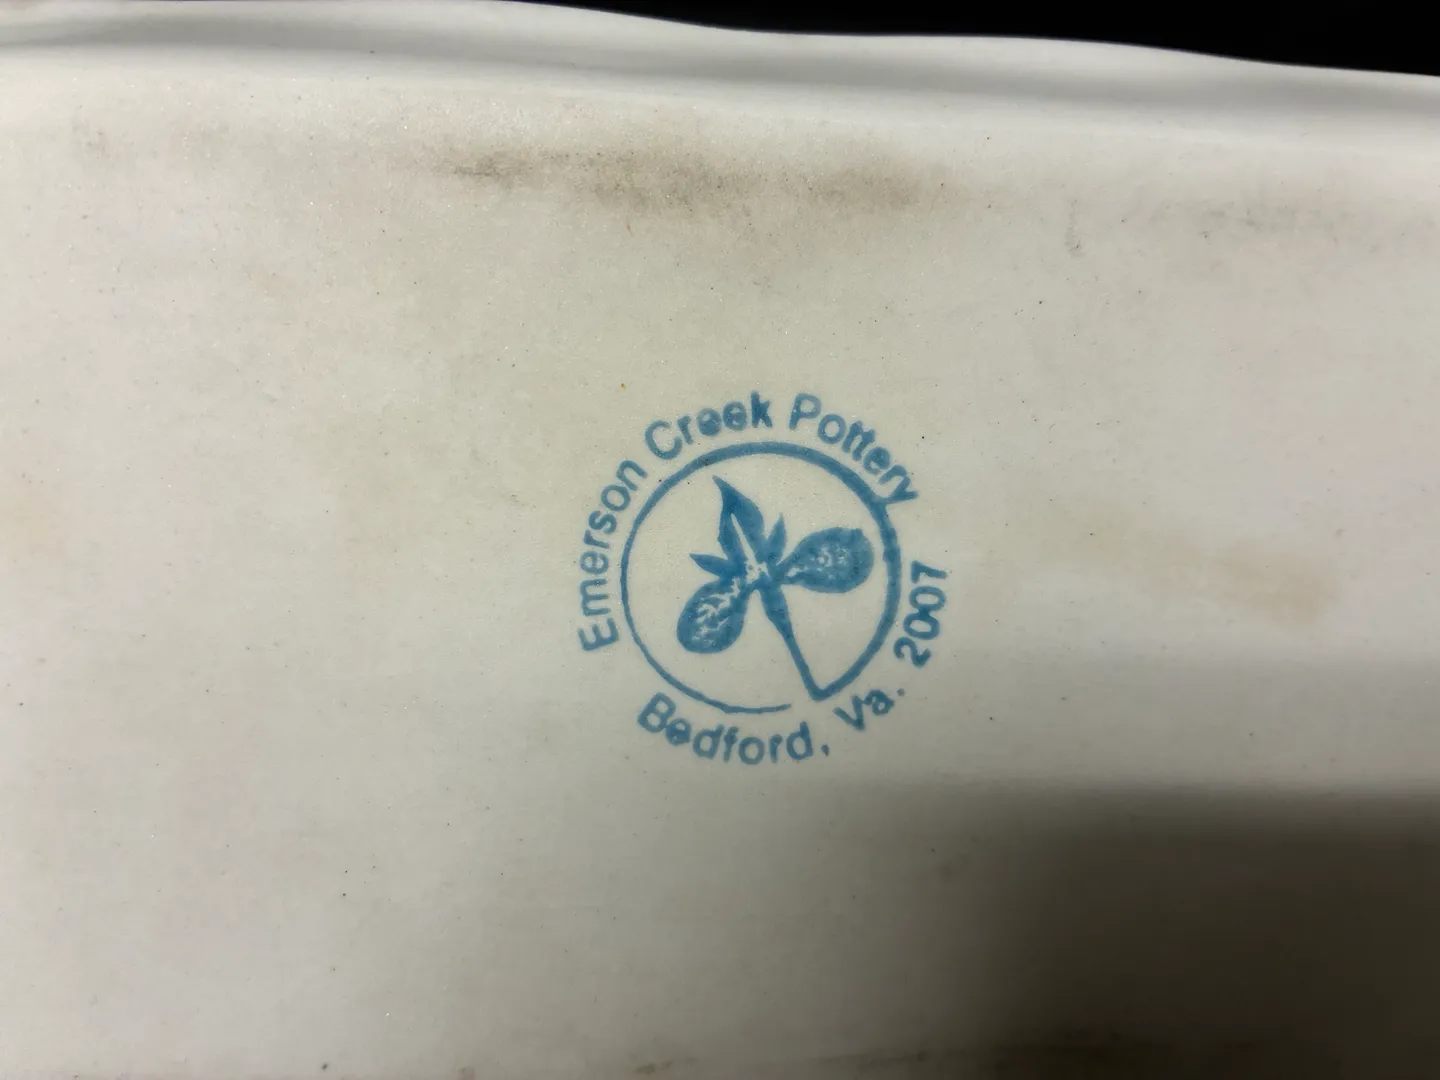 Emerson Creek Pottery
Bedford, Va. 2007